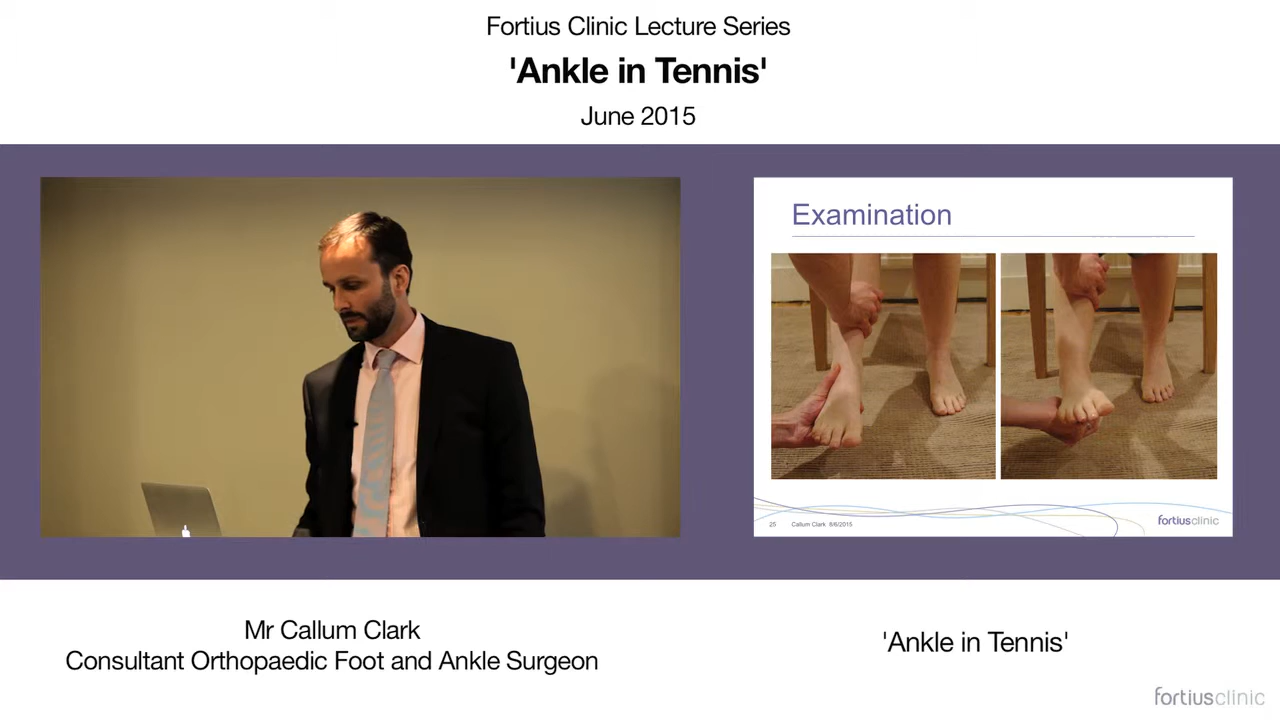 Fortius Clinic Lecture Series
'Ankle in Tennis'
June 2015
Examination
25 Callum Clark 8/6/2015
fortiusclinic
Mr Callum Clark
Consultant Orthopaedic Foot and Ankle Surgeon
'Ankle in Tennis'
fortiusclinic